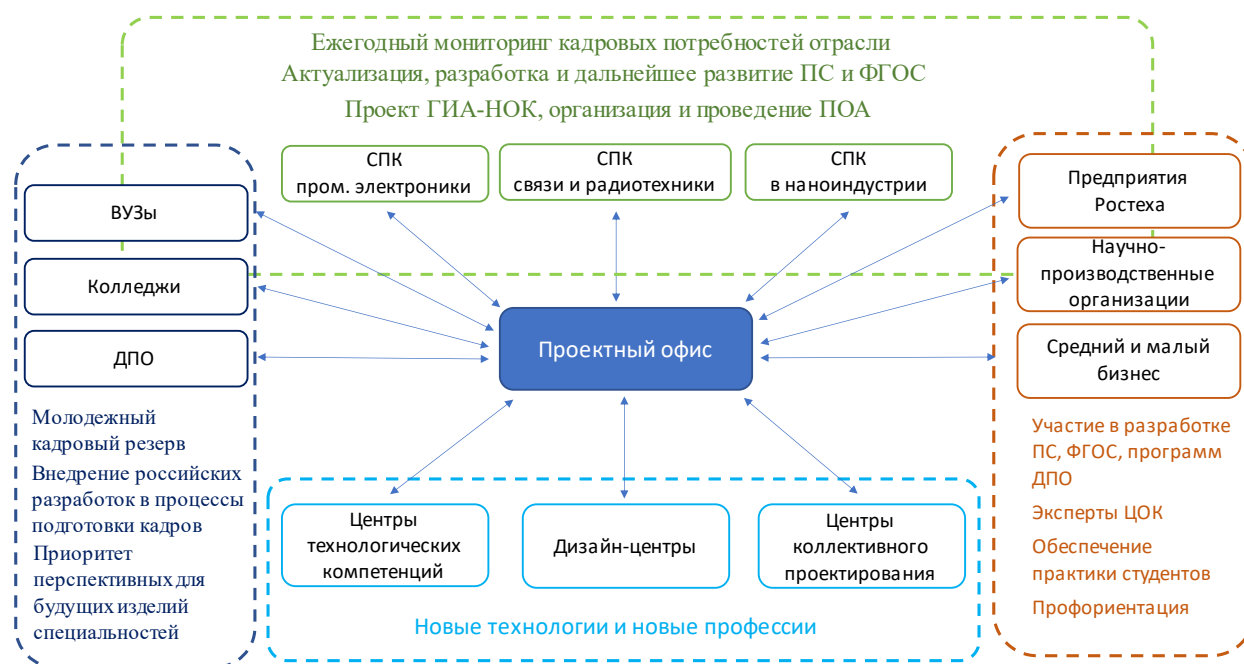 Ежегодный мониторинг кадровых потребностей отрасли
Актуализация, разработка и дальнейшее развитие ПС и ФГОС
Проект ГИА-НОК, организация и проведение ПОА
СПК
пром. электроники
СПК
связи и радиотехники
СПК
в наноиндустрии
ВУЗы
Колледжи
ДПО
Молодежный
кадровый резерв
Внедрение российских
разработок в процессы
подготовки кадров
Приоритет
перспективных для
будущих изделий
специальностей
Проектный офис
Предприятия
Ростеха
Научно-
производственные
организации
Средний и малый
бизнес
Участие в разработке
ПС, ФГОС, программ
ДПО
Эксперты ЦОК
Обеспечение
практики студентов
Профориентация
Центры
технологических
компетенций
Дизайн-центры
Центры
коллективного
проектирования
Новые технологии и новые профессии